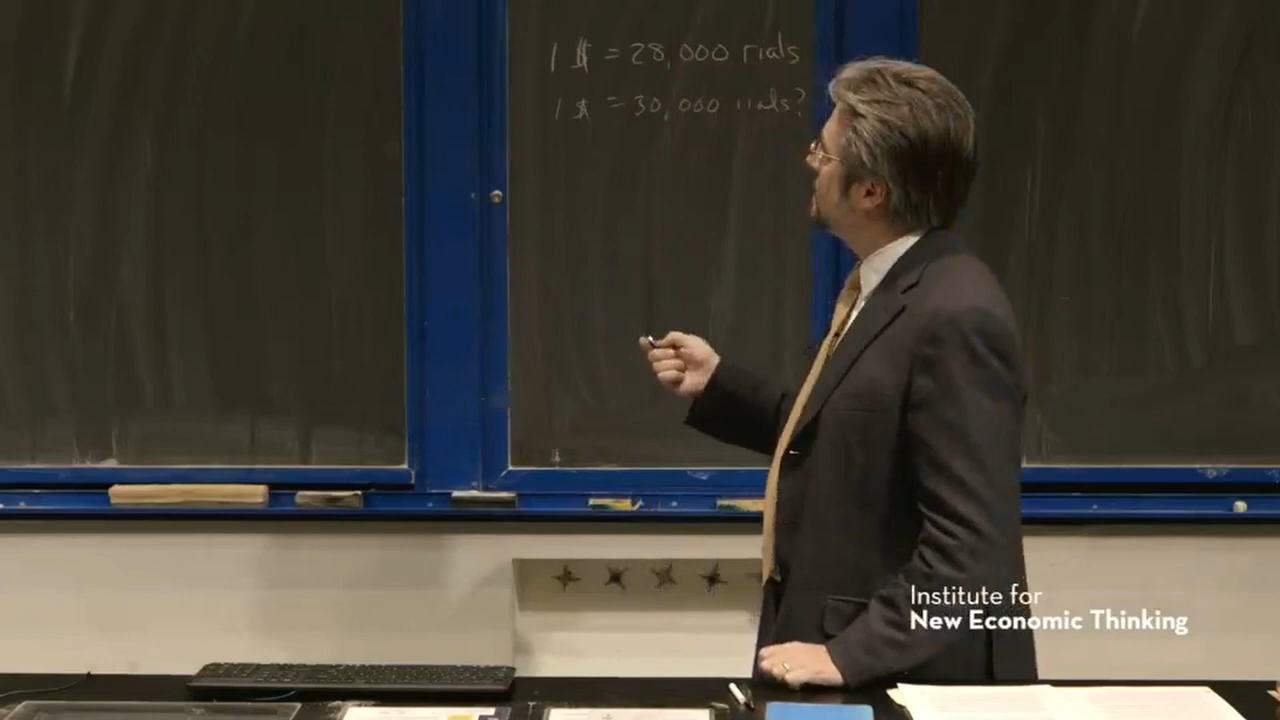 1 $ = 28,000 rials
1 $ = 30,000 rials?
Institute for
New Economic Thinking